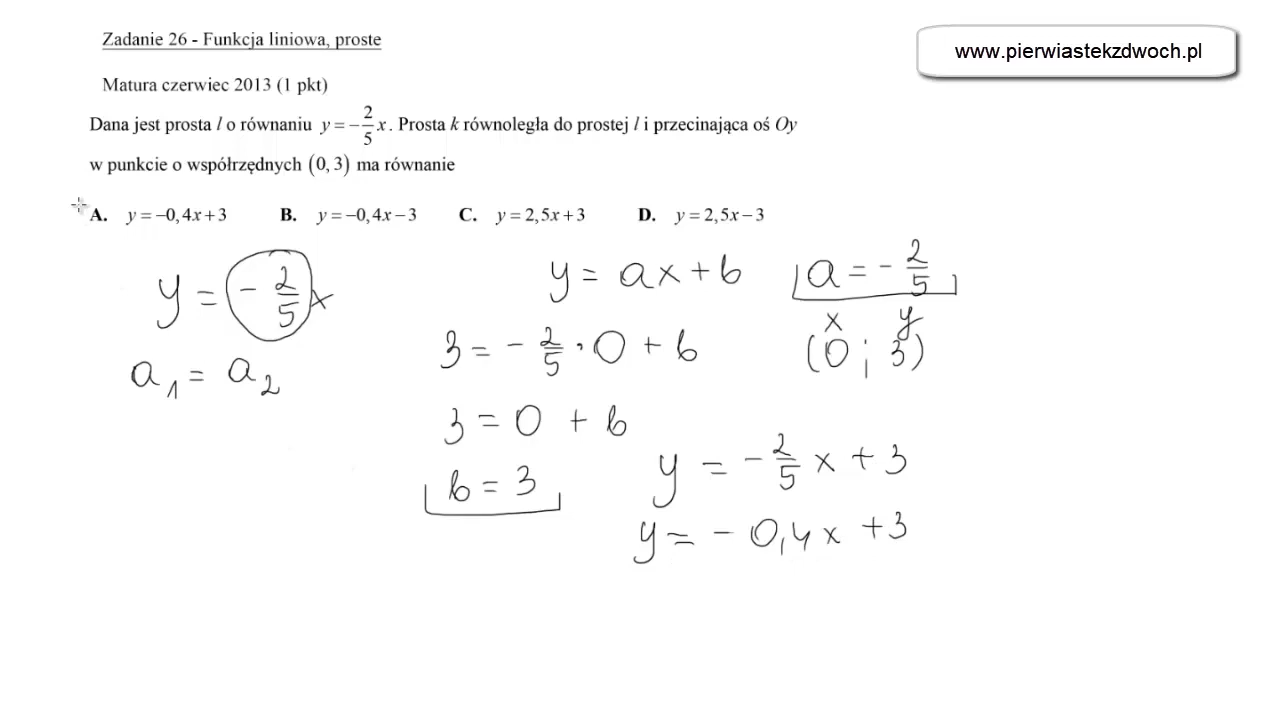 Zadanie 26 - Funkcja liniowa, proste
www.pierwiastekzdwoch.pl
Matura czerwiec 2013 (1 pkt)
Dana jest prosta l o równaniu y = -2/5 x. Prosta k równoległa do prostej l i przecinająca oś Oy
w punkcie o współrzędnych (0, 3) ma równanie
A. y = -0,4x + 3 B. y = -0,4x - 3 C. y = 2,5x + 3 D. y = 2,5x - 3
y = -2/5 x
a₁ = a₂
y = ax + b
3 = -2/5 · 0 + b
3 = 0 + b
b = 3
a = -2/5
x y
(0 ; 3)
y = -2/5 x + 3
y = -0,4x + 3